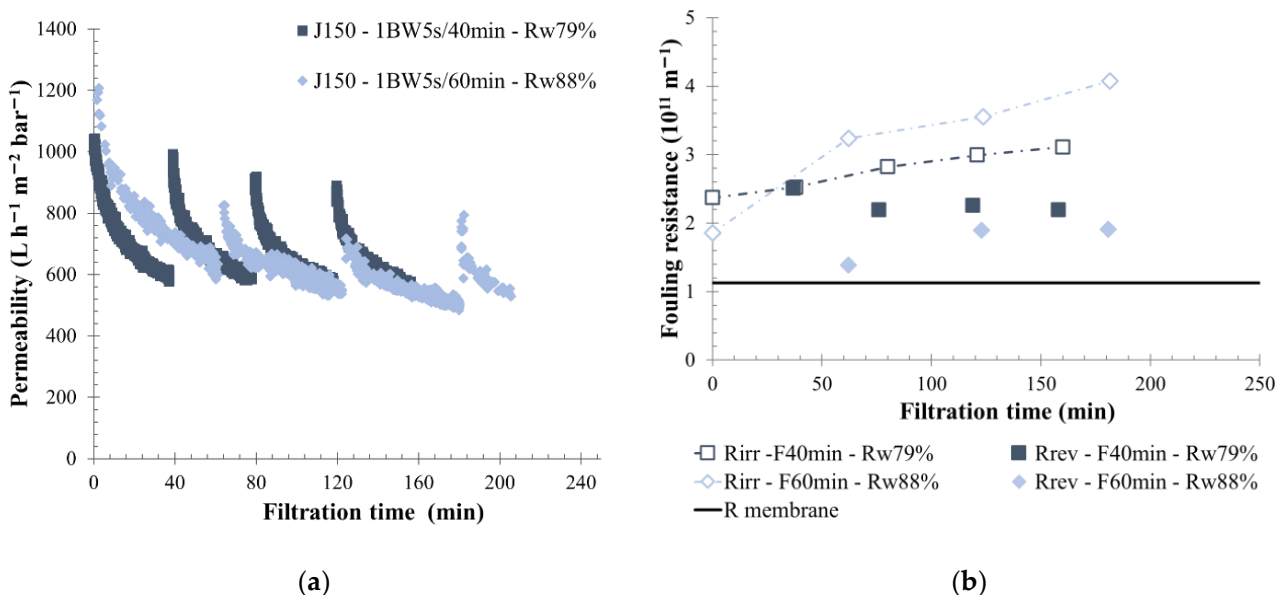 1400
1200
1000
800
600
400
200
0
Permeability (L h⁻¹ m⁻² bar⁻¹)
J150 - 1BW5s/40min - Rw79%
J150 - 1BW5s/60min - Rw88%
0 40 80 120 160 200 240
Filtration time (min)
(a)
5
4
3
2
1
0
Fouling resistance (10¹¹ m⁻¹)
0 50 100 150 200 250
Filtration time (min)
Rirr -F40min - Rw79%
Rrev - F40min - Rw79%
Rirr - F60min - Rw88%
Rrev - F60min - Rw88%
R membrane
(b)